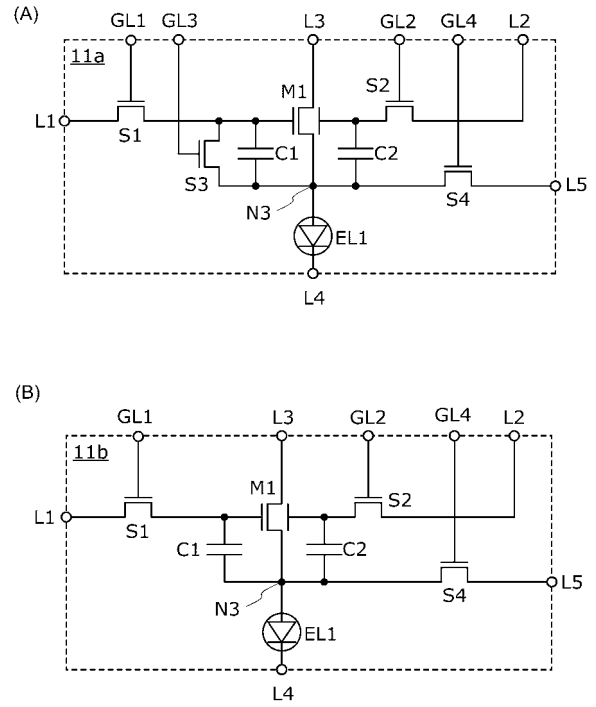 (A)
GL1 GL3 L3 GL2 GL4 L2
11a
M1 S2
L1
S1 C1 C2
S3 S4 L5
N3
EL1
L4
(B)
GL1 L3 GL2 GL4 L2
11b
M1 S2
L1
S1
C1 C2
S4 L5
N3
EL1
L4